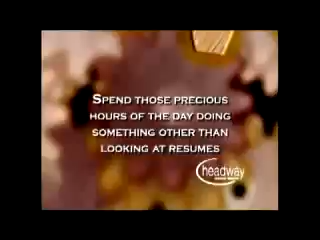 SPEND THOSE PRECIOUS
HOURS OF THE DAY DOING
SOMETHING OTHER THAN
LOOKING AT RESUMES
headway